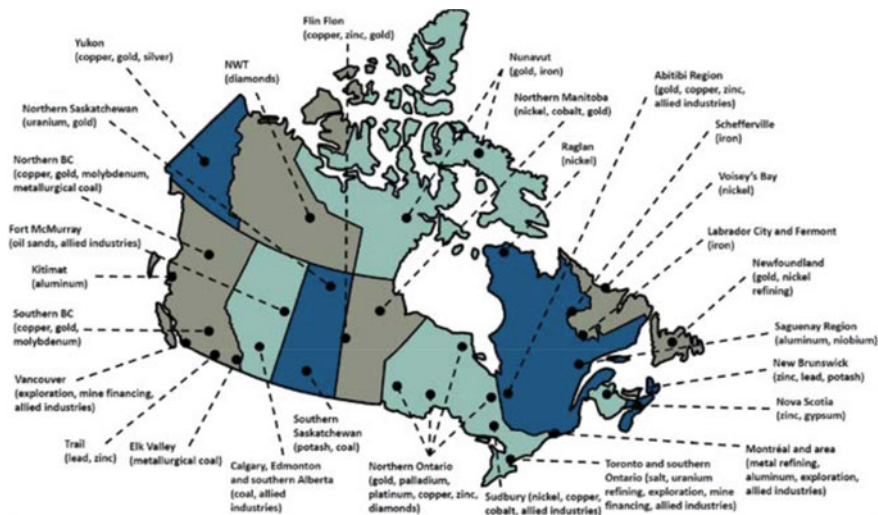 Flin Flon
(copper, zinc, gold)
Yukon
(copper, gold, silver)
NWT
(diamonds)
Nunavut
(gold, iron)
Abitibi Region
(gold, copper, zinc,
allied industries)
Northern Saskatchewan
(uranium, gold)
Northern Manitoba
(nickel, cobalt, gold)
Schefferville
(iron)
Northern BC
(copper, gold, molybdenum,
metallurgical coal)
Raglan
(nickel)
Voisey's Bay
(nickel)
Fort McMurray
(oil sands, allied industries)
Labrador City and Fermont
(iron)
Kitimat
(aluminum)
Newfoundland
(gold, nickel
refining)
Southern BC
(copper, gold,
molybdenum)
Saguenay Region
(aluminum, niobium)
New Brunswick
(zinc, lead, potash)
Vancouver
(exploration, mine financing,
allied industries)
Nova Scotia
(zinc, gypsum)
Trail
(lead, zinc)
Elk Valley
(metallurgical coal)
Calgary, Edmonton
and southern Alberta
(coal, allied
industries)
Southern
Saskatchewan
(potash, coal)
Northern Ontario
(gold, palladium,
platinum, copper, zinc,
diamonds)
Sudbury (nickel, copper,
cobalt, allied industries)
Toronto and southern
Ontario (salt, uranium
refining, exploration, mine
financing, allied industries)
Montréal and area
(metal refining,
aluminum, exploration,
allied industries)